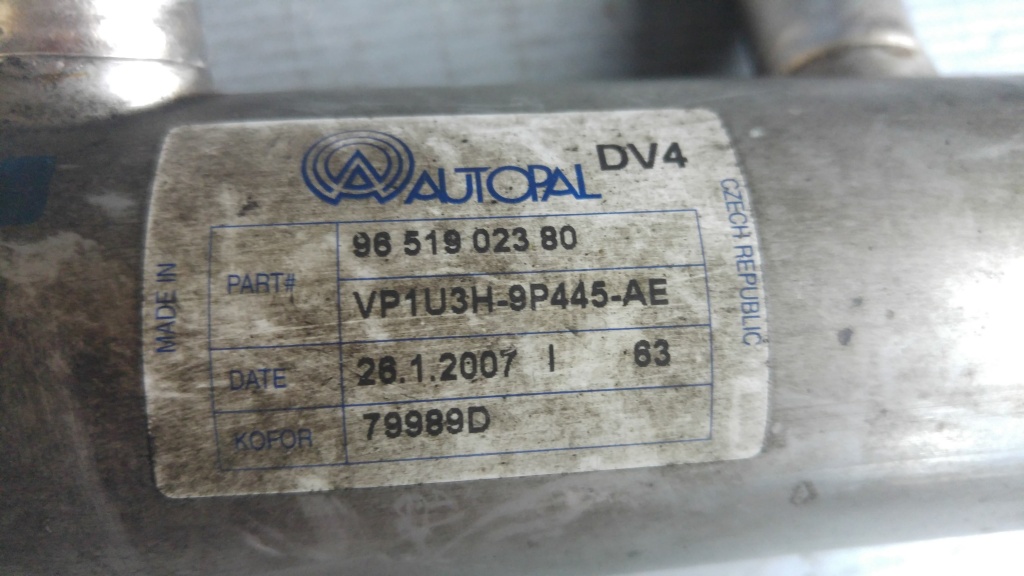 AUTOPAL DV4
MADE IN
CZECH REPUBLIC
PART# 96 519 023 80
VP1U3H-9P445-AE
DATE 26.1.2007 I 63
KOFOR 79989D